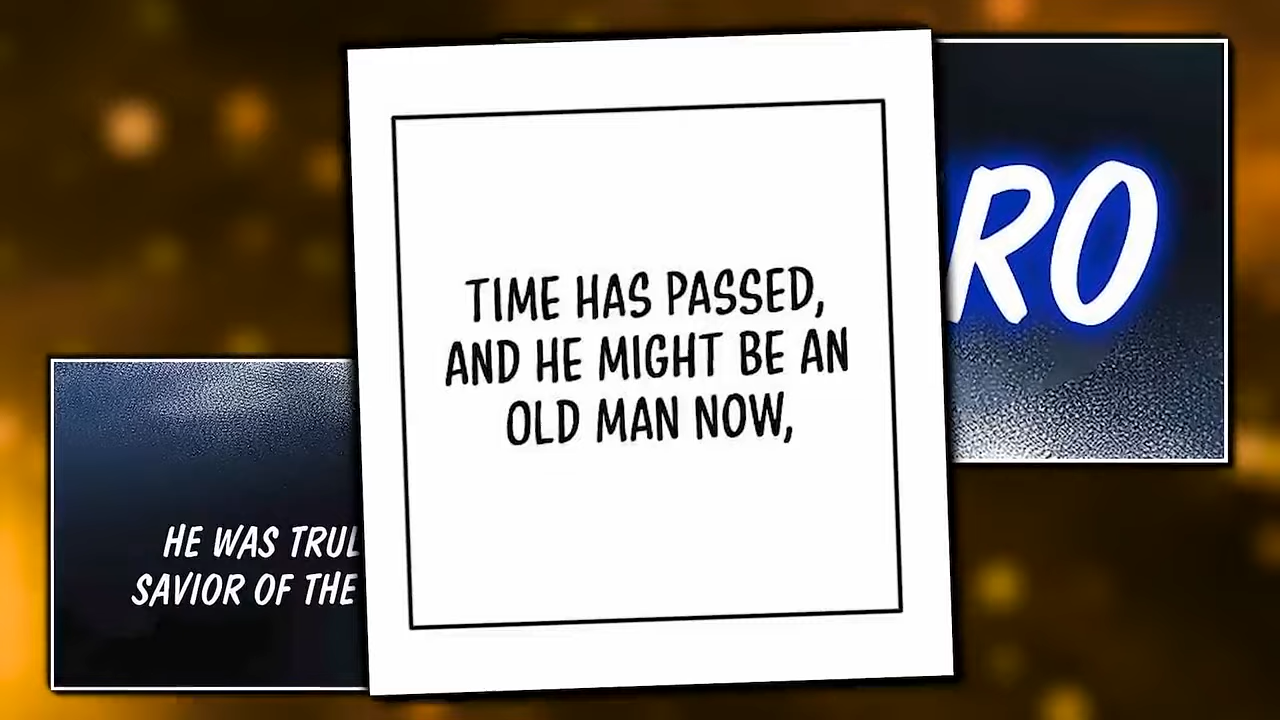 RO
TIME HAS PASSED,
AND HE MIGHT BE AN
OLD MAN NOW,
HE WAS TRUL
SAVIOR OF THE